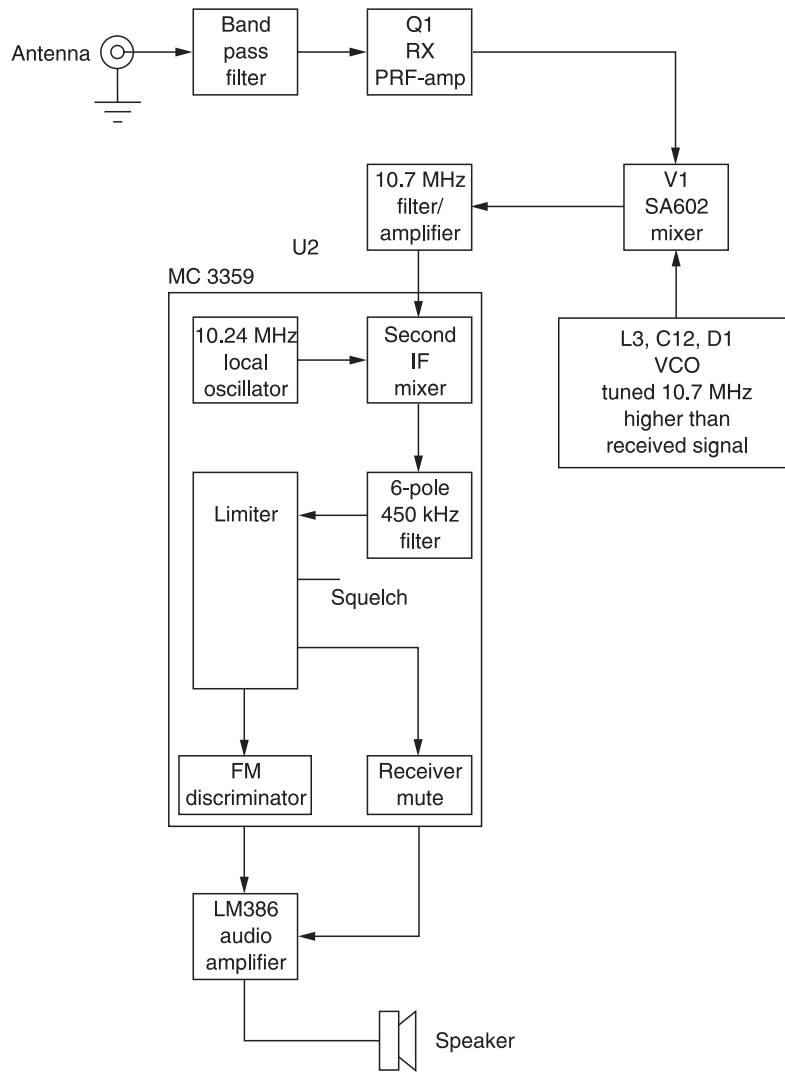 Antenna
Band
pass
filter
Q1
RX
PRF-amp
10.7 MHz
filter/
amplifier
V1
SA602
mixer
U2
MC 3359
10.24 MHz
local
oscillator
Second
IF
mixer
L3, C12, D1
VCO
tuned 10.7 MHz
higher than
received signal
Limiter
6-pole
450 kHz
filter
Squelch
FM
discriminator
Receiver
mute
LM386
audio
amplifier
Speaker